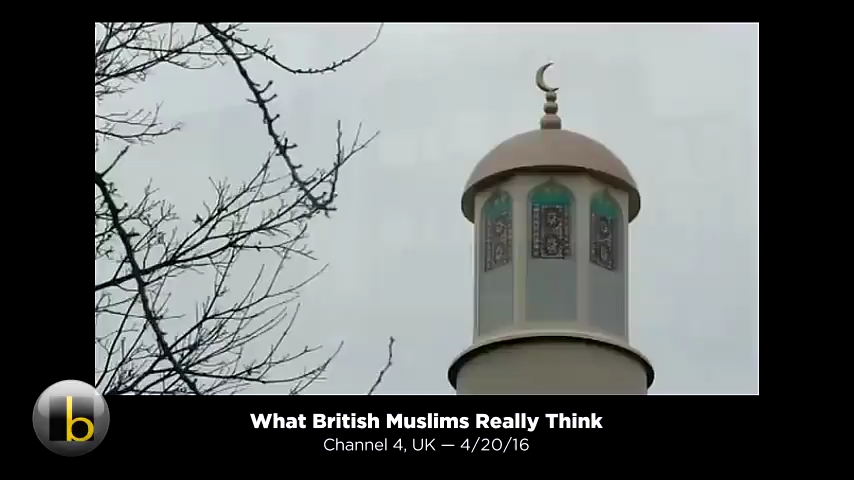 What British Muslims Really Think
Channel 4, UK — 4/20/16
b